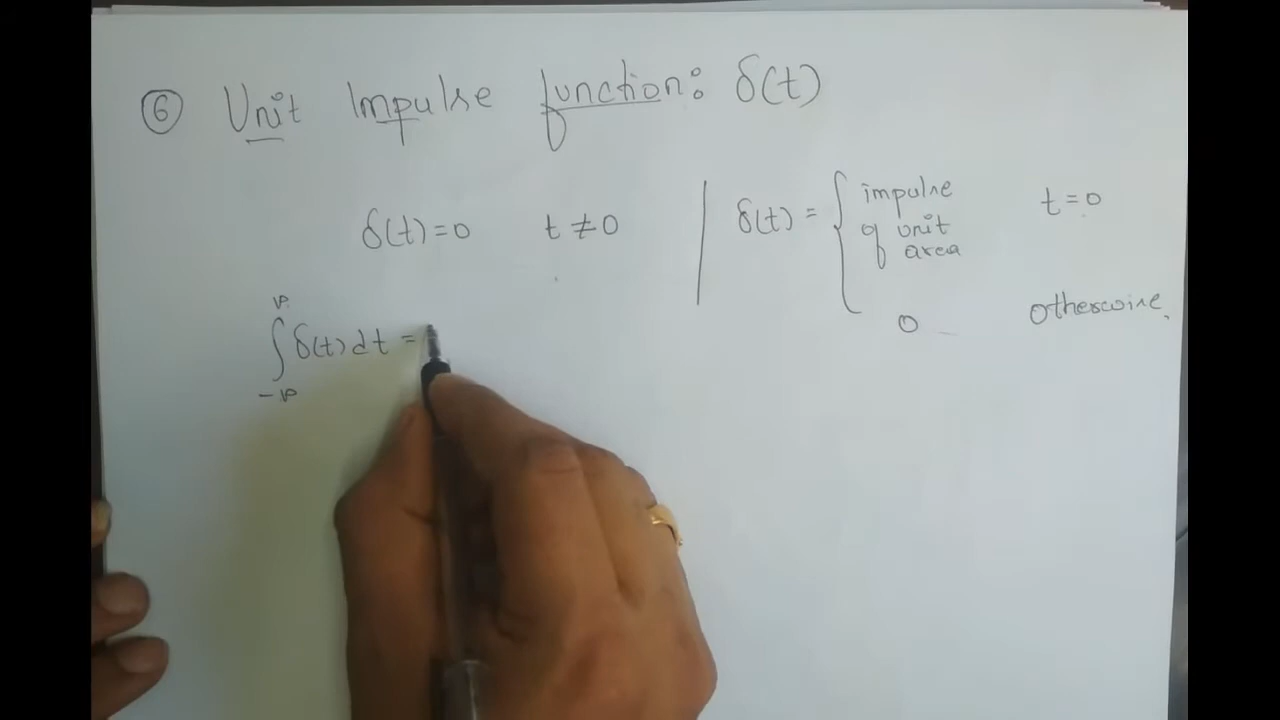 ⑥ Unit Impulse function: δ(t)
δ(t)=0 t ≠ 0
∫ δ(t) dt =
δ(t) = { impulse t=0
of unit
area
0 otherwise,